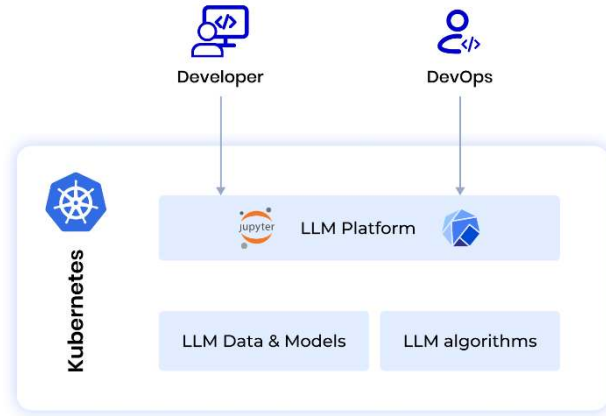 </>
Developer
</>
DevOps
Kubernetes
jupyter
LLM Platform
LLM Data & Models
LLM algorithms